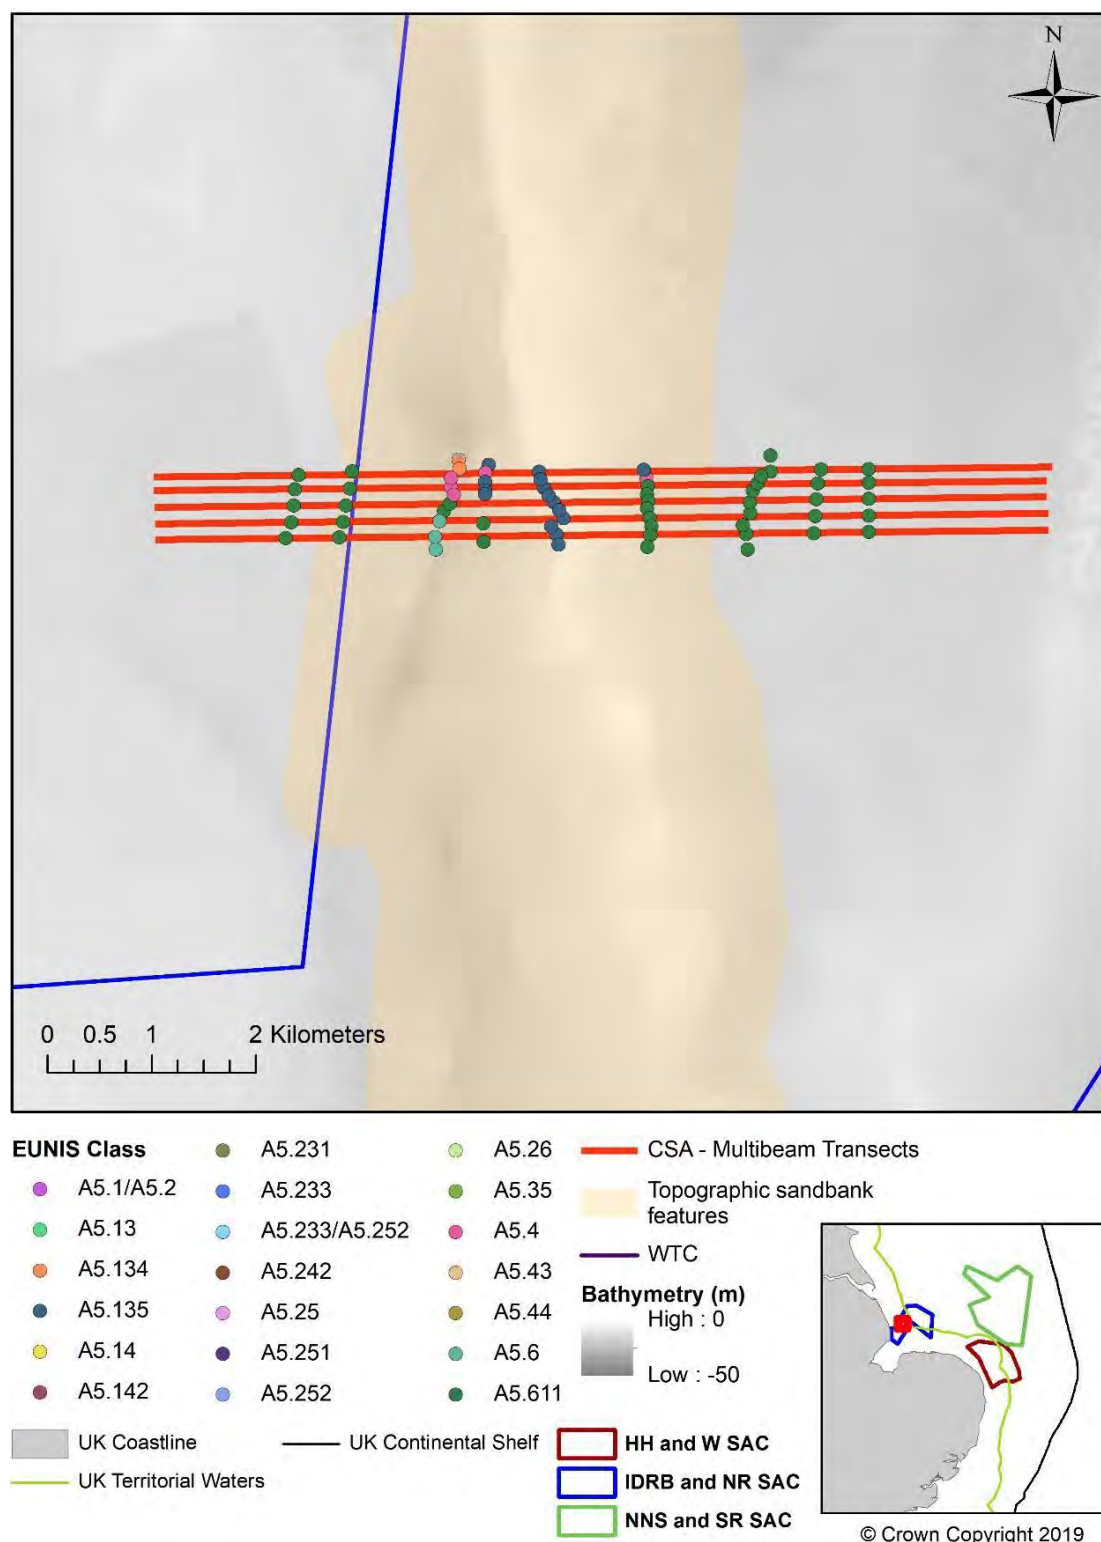 N
0 0.5 1 2 Kilometers
EUNIS Class
A5.1/A5.2
A5.13
A5.134
A5.135
A5.14
A5.142
A5.231
A5.233
A5.233/A5.252
A5.242
A5.25
A5.251
A5.252
A5.26
A5.35
A5.4
A5.43
A5.44
A5.6
A5.611
CSA - Multibeam Transects
Topographic sandbank
features
WTC
Bathymetry (m)
High : 0
Low : -50
UK Coastline
UK Continental Shelf
UK Territorial Waters
HH and W SAC
IDRB and NR SAC
NNS and SR SAC
© Crown Copyright 2019